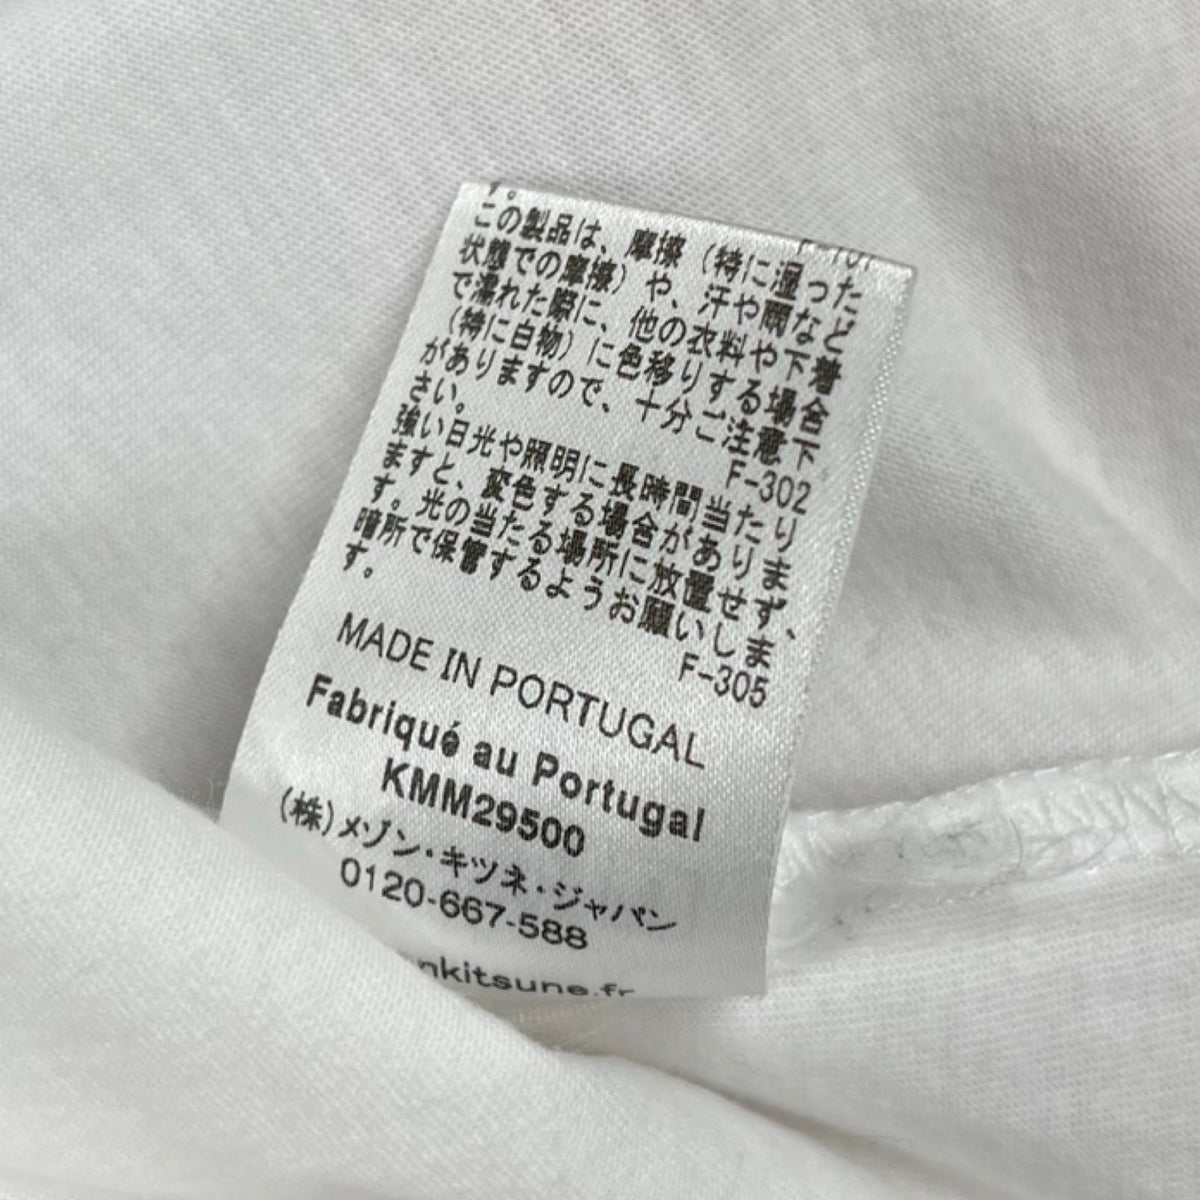 す。
この製品は、摩擦（特に湿った
状態での摩擦）や、汗や雨など
で濡れた際に、他の衣料や下着
（特に白物）に色移りする場合
がありますので、十分ご注意下
さい。
F-302
強い日光や照明に長時間当たり
ますと、変色する場合がありま
す。光の当たる場所に放置せず、
暗所で保管するようお願いしま
す。
F-305
MADE IN PORTUGAL
Fabriqué au Portugal
KMM29500
(株)メゾン・キツネ・ジャパン
0120-667-588
nkitsune.fr